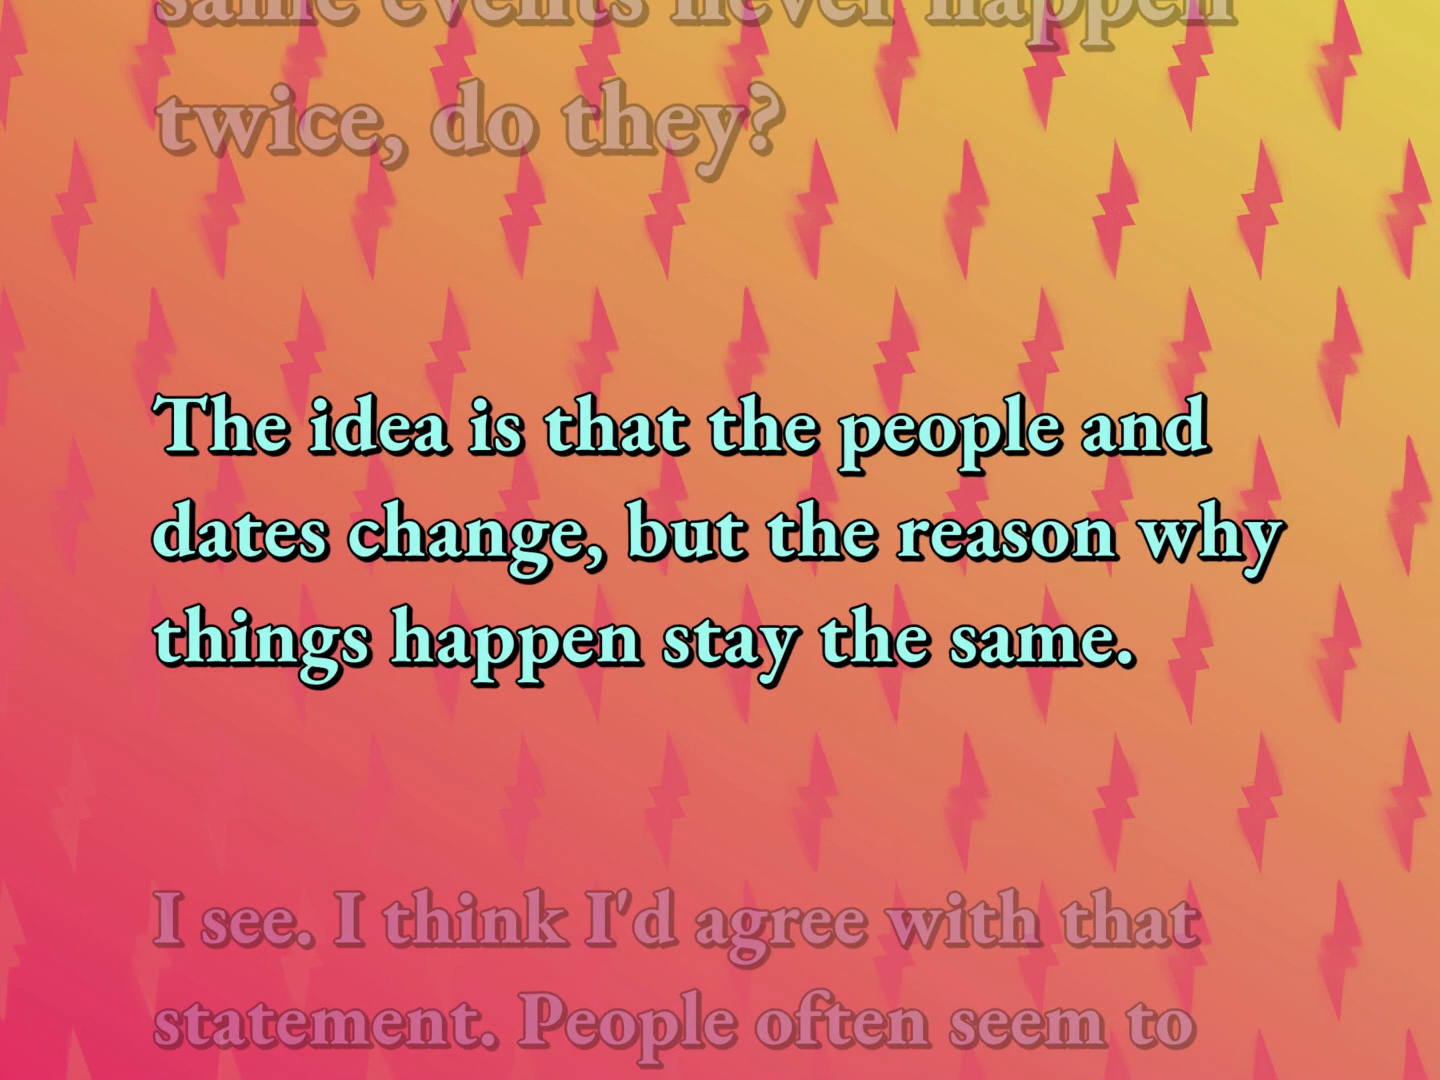 same events never happen
twice, do they?
The idea is that the people and
dates change, but the reason why
things happen stay the same.
I see. I think I'd agree with that
statement. People often seem to